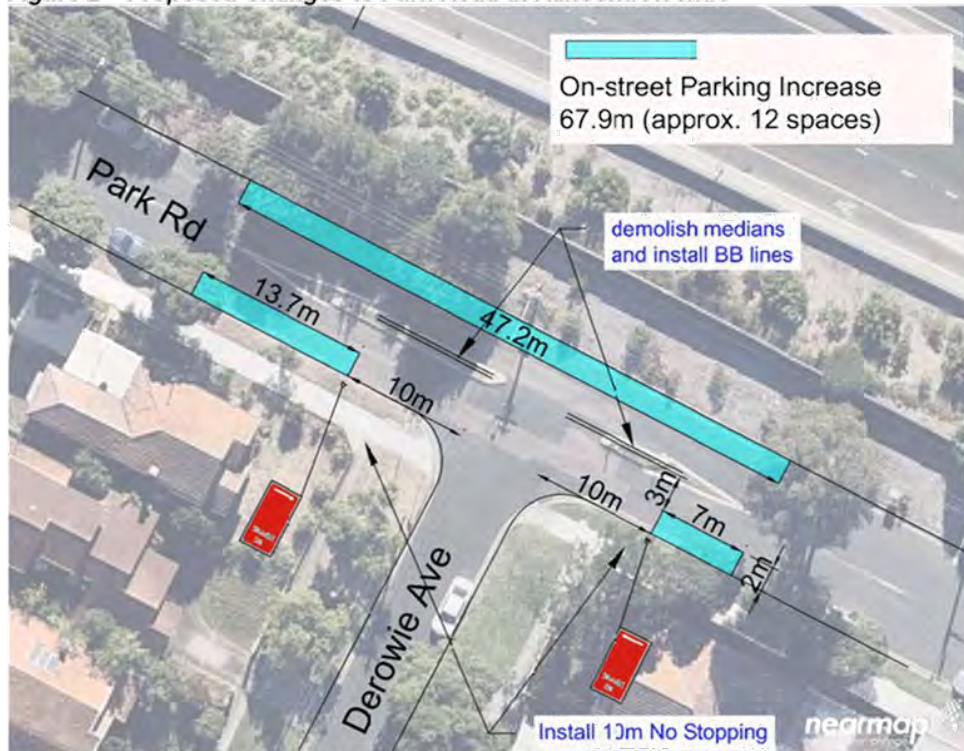 On-street Parking Increase
67.9m (approx. 12 spaces)
Park Rd
demolish medians
and install BB lines
13.7m
47.2m
10m
10m
3m
7m
2m
Derowie Ave
Install 10m No Stopping
nearmap